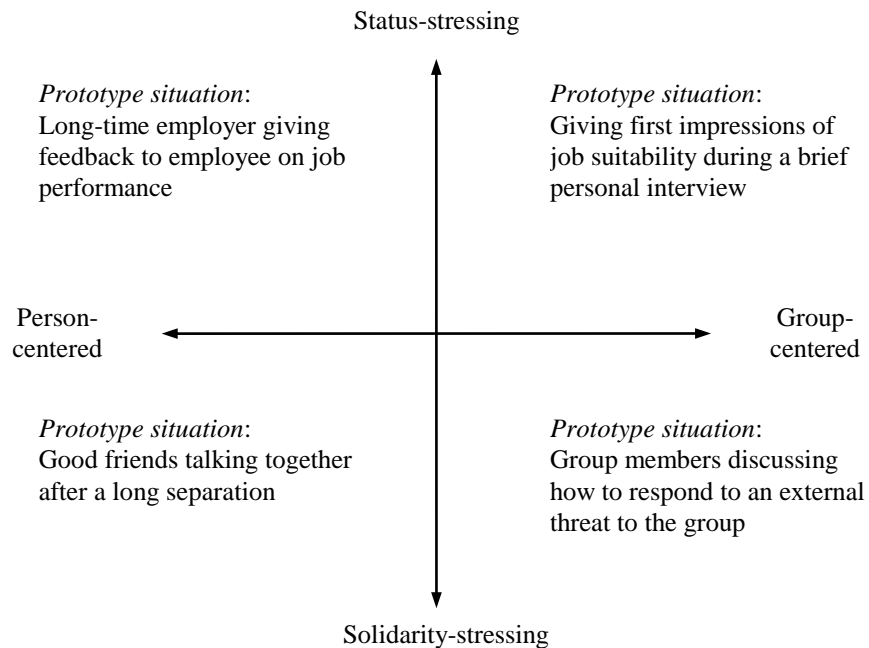 Status-stressing
Prototype situation:
Long-time employer giving
feedback to employee on job
performance
Prototype situation:
Giving first impressions of
job suitability during a brief
personal interview
Person-
centered
Group-
centered
Prototype situation:
Good friends talking together
after a long separation
Prototype situation:
Group members discussing
how to respond to an external
threat to the group
Solidarity-stressing